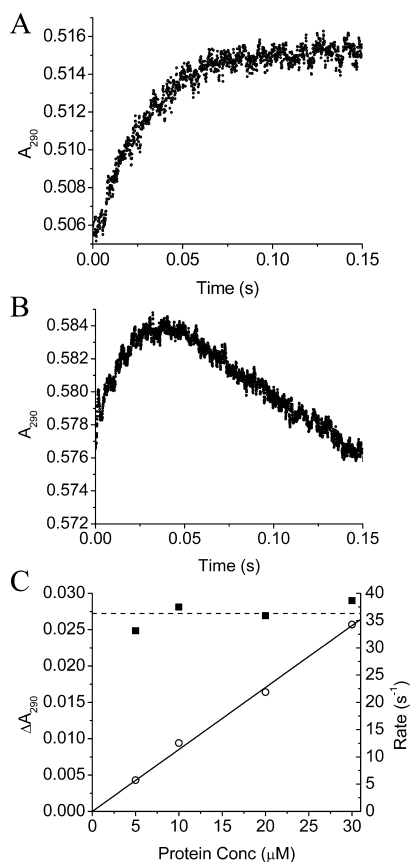 A
0.516
0.514
0.512
0.510
0.508
0.506
A290
0.00 0.05 0.10 0.15
Time (s)
B
0.584
0.582
0.580
0.578
0.576
0.574
0.572
A290
0.00 0.05 0.10 0.15
Time (s)
C
0.030
0.025
0.020
0.015
0.010
0.005
0.000
ΔA290
40
35
30
25
20
15
10
5
0
Rate (s-1)
0 5 10 15 20 25 30
Protein Conc (μM)